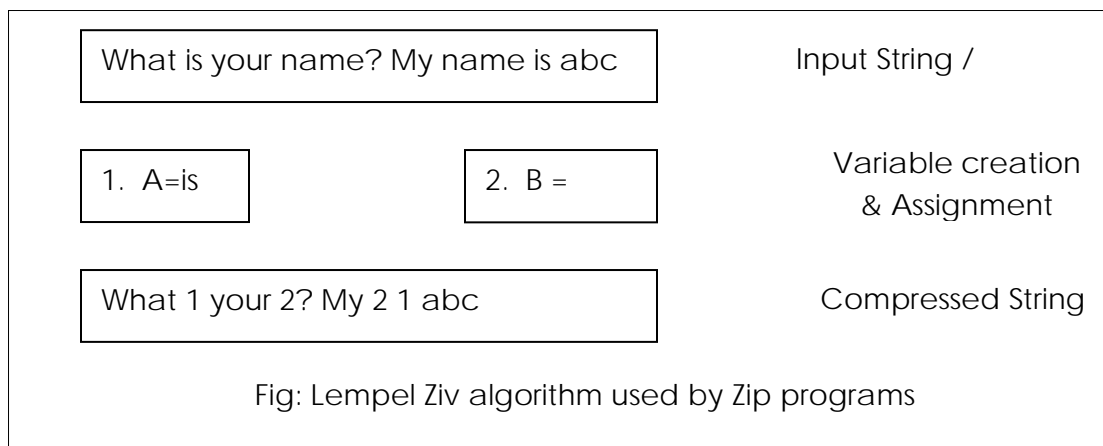 What is your name? My name is abc
Input String /
1. A=is
2. B =
Variable creation
& Assignment
What 1 your 2? My 2 1 abc
Compressed String
Fig: Lempel Ziv algorithm used by Zip programs